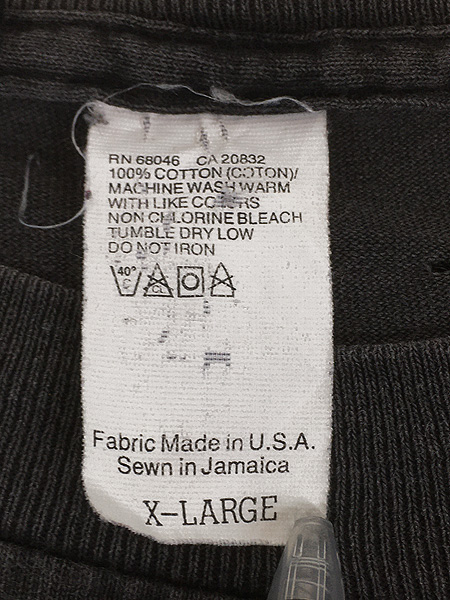 RN 68046 CA 20832
100% COTTON (COTON)/
MACHINE WASH WARM
WITH LIKE COLORS
NON CHLORINE BLEACH
TUMBLE DRY LOW
DO NOT IRON
40°
C CL
Fabric Made in U.S.A.
Sewn in Jamaica
X-LARGE